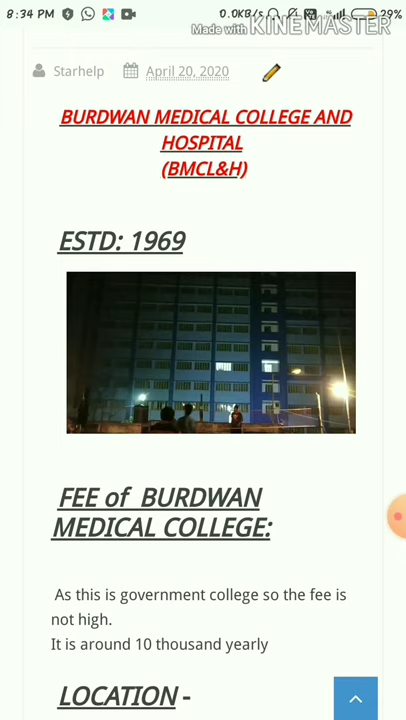 8:34 PM 0.0KB/s 29%
Made with KINEMASTER
Starhelp April 20, 2020
BURDWAN MEDICAL COLLEGE AND
HOSPITAL
(BMCL&H)
ESTD: 1969
FEE of BURDWAN
MEDICAL COLLEGE:
As this is government college so the fee is
not high.
It is around 10 thousand yearly
LOCATION -